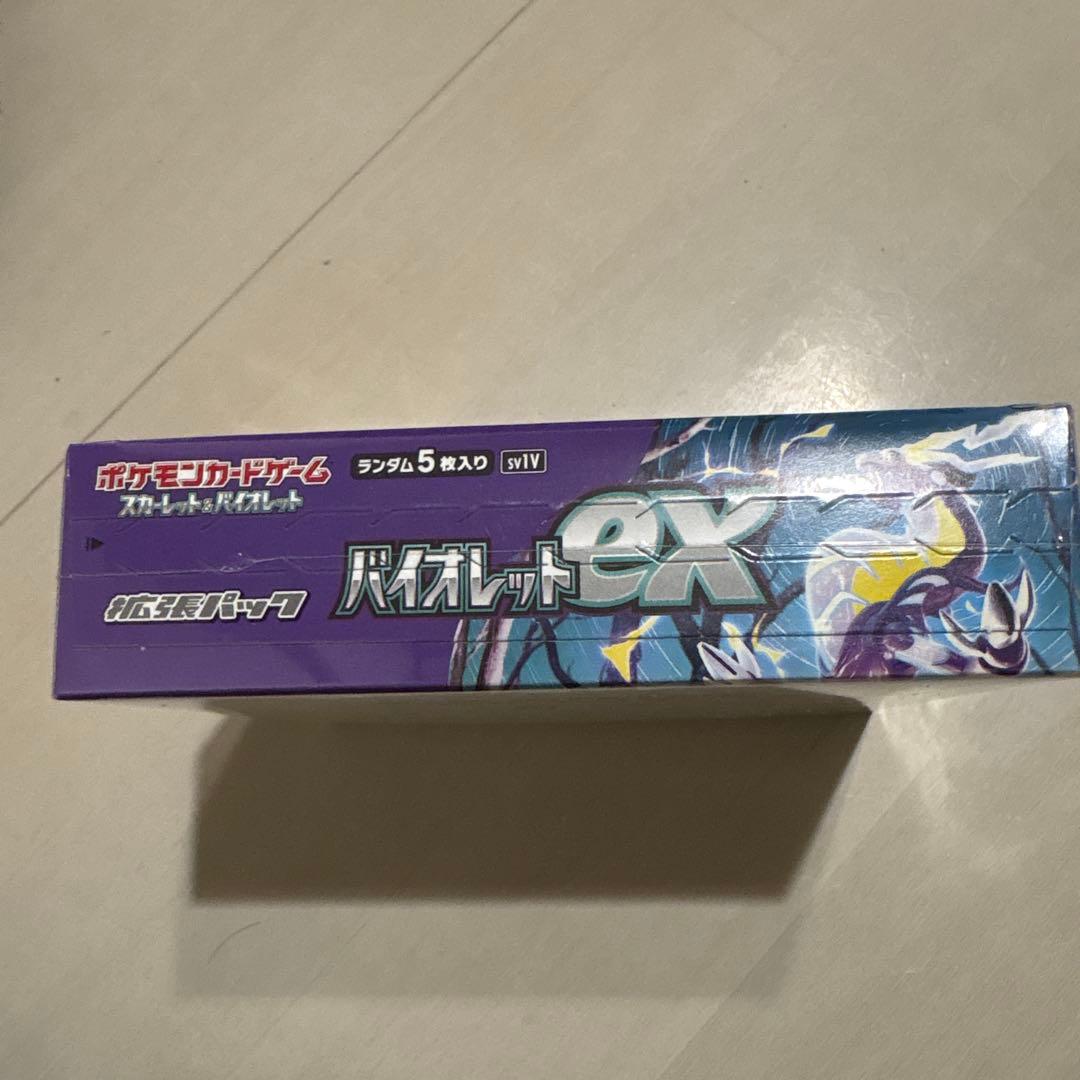 ポケモンカードゲーム
スカーレット&バイオレット
ランダム5枚入り sv1V
バイオレットex
拡張パック